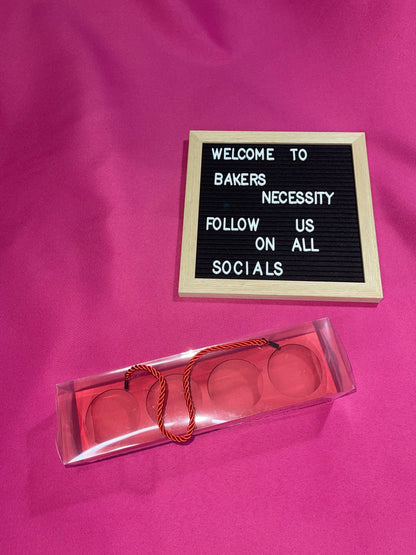 WELCOME TO
BAKERS
NECESSITY
FOLLOW US
ON ALL
SOCIALS